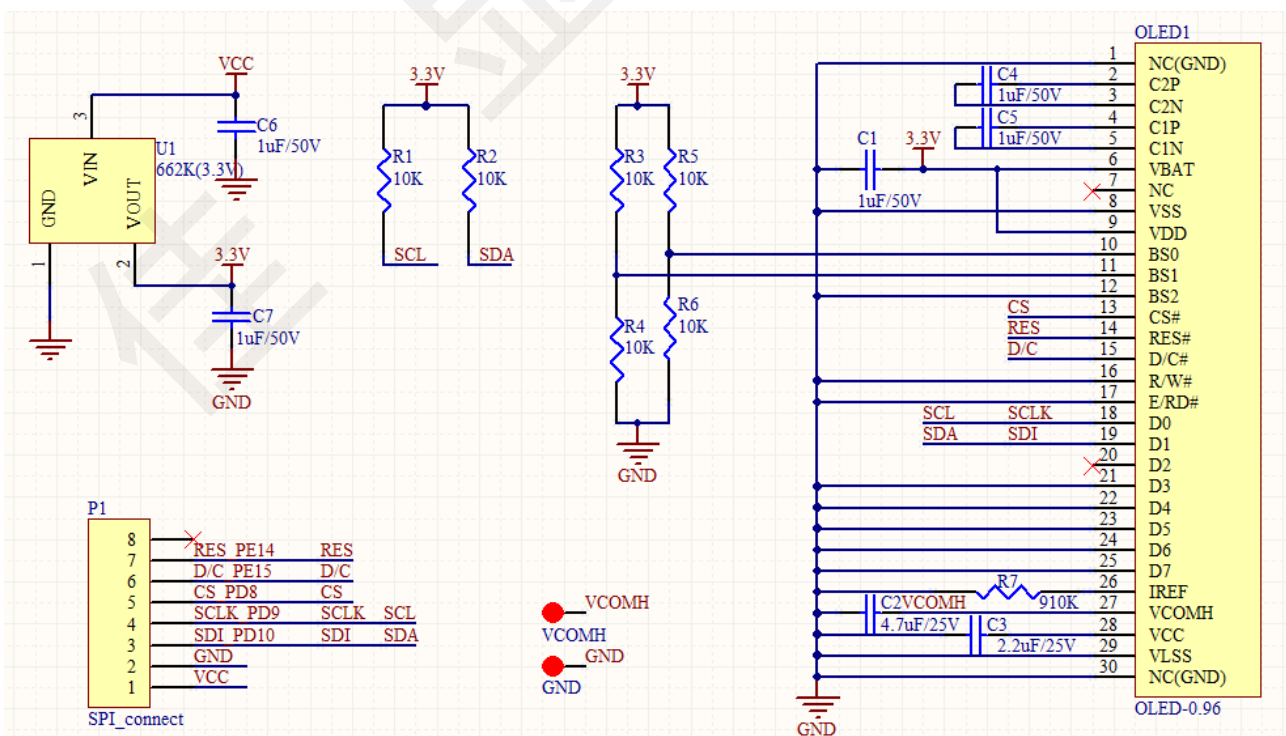 VCC
3
VIN
GND
VOUT
U1
662K(3.3V)
C6
1uF/50V
1
2
3.3V
C7
1uF/50V
GND
3.3V
R1
10K
R2
10K
SCL
SDA
3.3V
R3
10K
R5
10K
R4
10K
R6
10K
GND
C1
1uF/50V
3.3V
C4
1uF/50V
C5
1uF/50V
OLED1
1 NC(GND)
2 C2P
3 C2N
4 C1P
5 C1N
6 VBAT
7 NC
8 VSS
9 VDD
10 BS0
11 BS1
12 BS2
CS 13 CS#
RES 14 RES#
D/C 15 D/C#
16 R/W#
17 E/RD#
SCL SCLK 18 D0
SDA SDI 19 D1
20 D2
21 D3
22 D4
23 D5
24 D6
25 D7
R7 910K 26 IREF
C2 VCOMH 27 VCOMH
4.7uF/25V C3 28 VCC
2.2uF/25V 29 VLSS
30 NC(GND)
OLED-0.96
GND
P1
8
7 RES_PE14 RES
6 D/C_PE15 D/C
5 CS_PD8 CS
4 SCLK_PD9 SCLK SCL
3 SDI_PD10 SDI SDA
2 GND
1 VCC
SPI_connect
VCOMH
VCOMH
GND
GND
佳